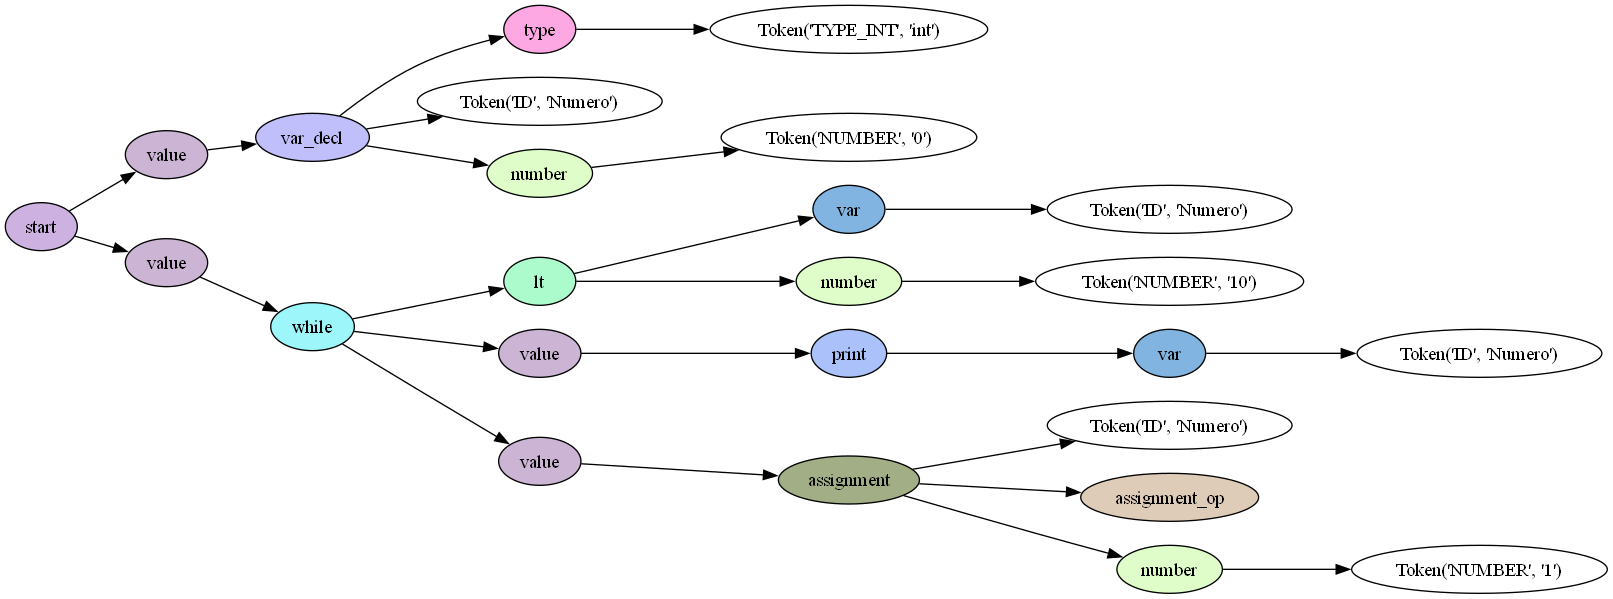 type
Token('TYPE_INT', 'int')
Token('ID', 'Numero')
var_decl
Token('NUMBER', '0')
value
number
var
Token('ID', 'Numero')
start
value
lt
number
Token('NUMBER', '10')
while
value
print
var
Token('ID', 'Numero')
Token('ID', 'Numero')
value
assignment
assignment_op
number
Token('NUMBER', '1')